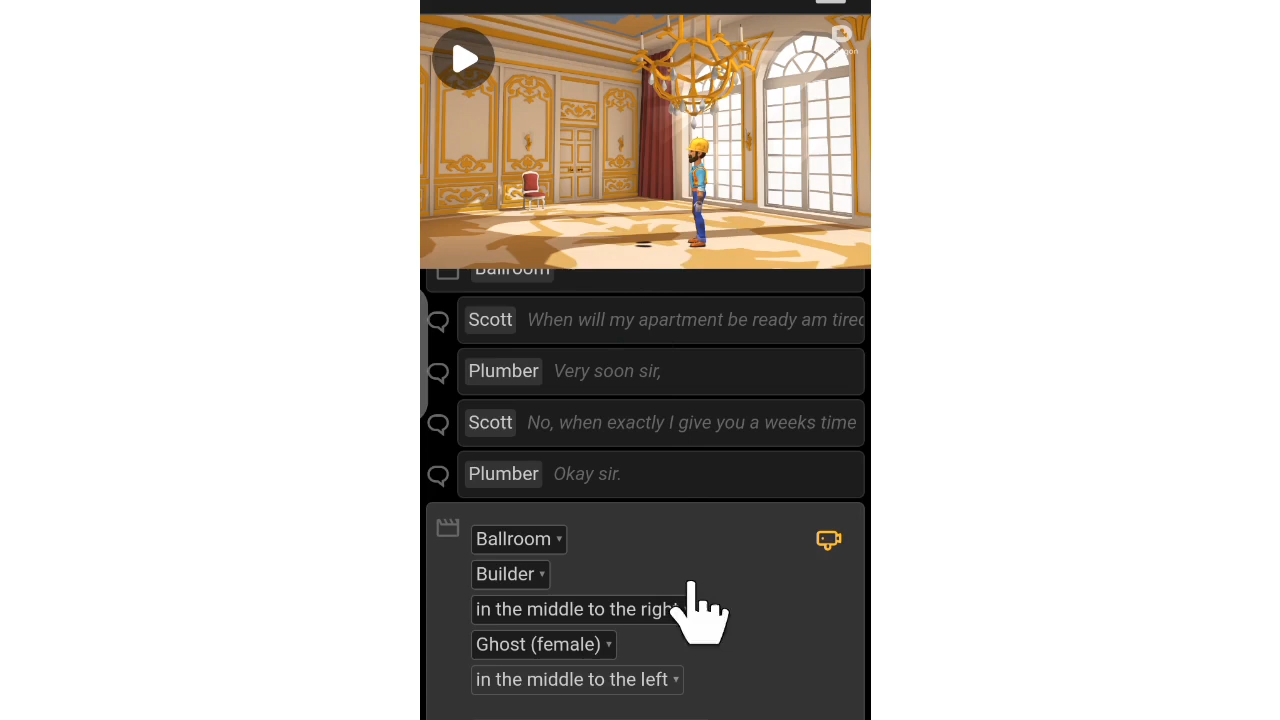 Ballroom
Scott When will my apartment be ready am tired
Plumber Very soon sir,
Scott No, when exactly I give you a weeks time
Plumber Okay sir.
Ballroom
Builder
in the middle to the right
Ghost (female)
in the middle to the left